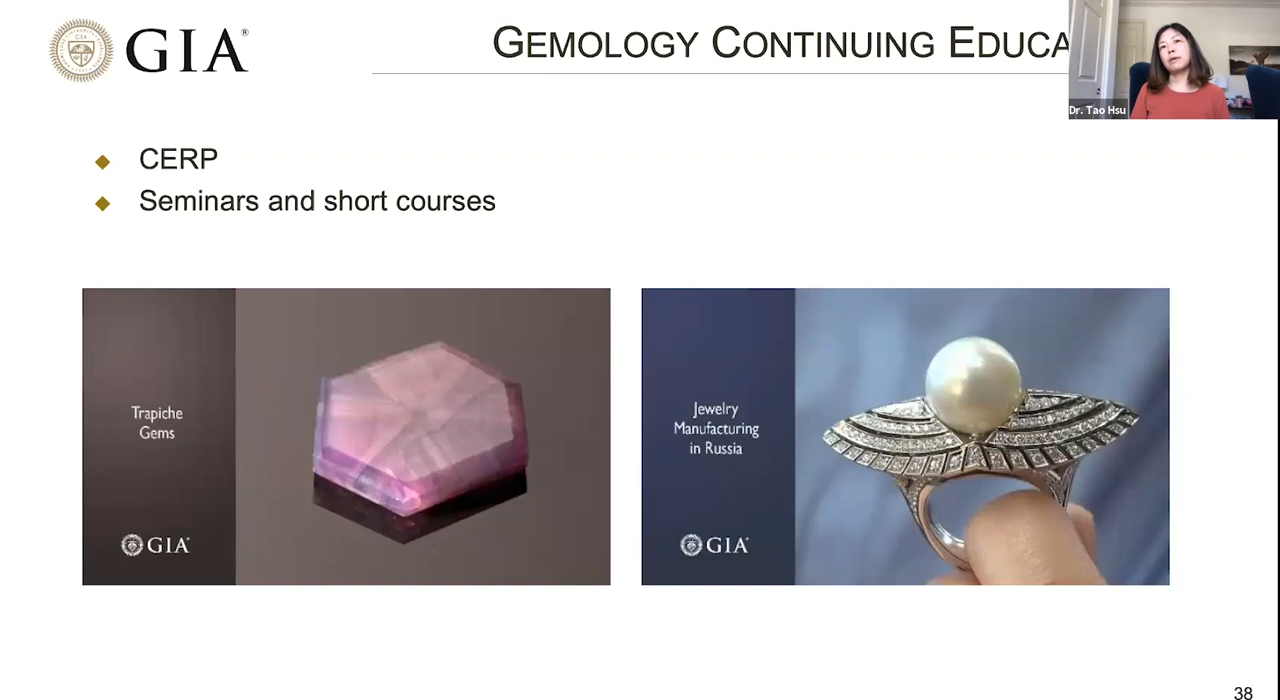 GIA®
GEMOLOGY CONTINUING EDUCA
Dr. Tao Hsu
CERP
Seminars and short courses
Trapiche
Gems
GIA
Jewelry
Manufacturing
in Russia
GIA
38